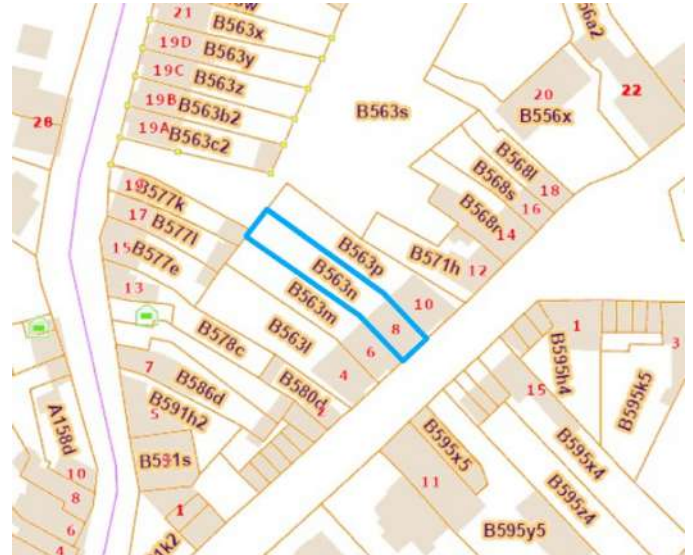 21
B563x
19D
B563y
19C
B563z
19B
B563b2
19A
B563c2
28
B563s
20
22
B556x
B568l
18
B568s
16
B568r
14
B577k
17
B577l
15
B577e
13
B563p
B571h
12
B563n
10
B563m
8
B578c
B563l
6
7
4
B586d
B580d
5
B591h2
A158d
B591s
1
10
8
6
4
1
B595h4
3
B595k5
15
B595x5
B595x4
11
B595z4
B595y5